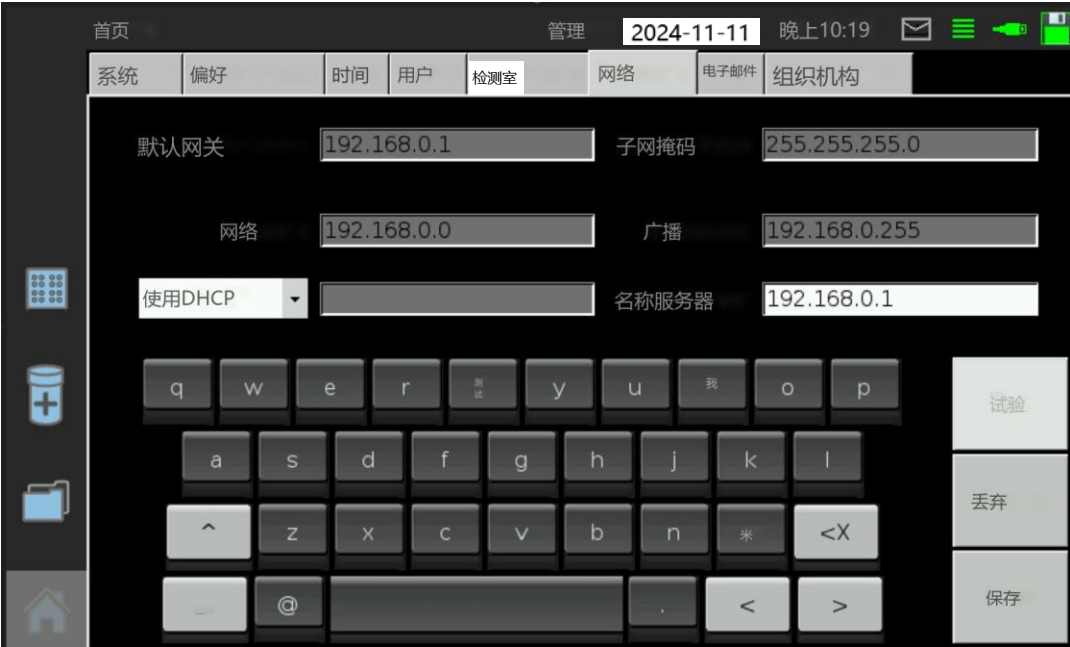 首页 管理 2024-11-11 晚上10:19
系统 偏好 时间 用户 检测室 网络 电子邮件 组织机构
默认网关 192.168.0.1 子网掩码 255.255.255.0
网络 192.168.0.0 广播 192.168.0.255
使用DHCP 名称服务器 192.168.0.1
q w e r 测试 y u 我 o p 试验
a s d f g h j k l
丢弃
^ z x c v b n 米 <X
@ . < > 保存